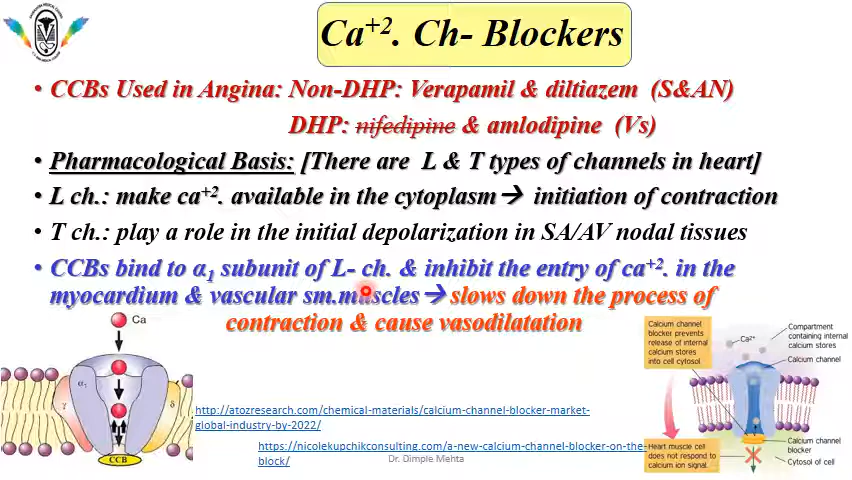 Ca+2. Ch- Blockers
• CCBs Used in Angina: Non-DHP: Verapamil & diltiazem (S&AN)
DHP: nifedipine & amlodipine (Vs)
• Pharmacological Basis: [There are L & T types of channels in heart]
• L ch.: make ca+2. available in the cytoplasm→ initiation of contraction
• T ch.: play a role in the initial depolarization in SA/AV nodal tissues
• CCBs bind to α1 subunit of L- ch. & inhibit the entry of ca+2. in the
myocardium & vascular sm.muscles→ slows down the process of
contraction & cause vasodilatation
Ca
α1
γ
δ
CCB
http://atozresearch.com/chemical-materials/calcium-channel-blocker-market-
global-industry-by-2022/
https://nicolekupchikconsulting.com/a-new-calcium-channel-blocker-on-the-
block/
Dr. Dimple Mehta
Calcium channel
blocker prevents
release of internal
calcium stores
into cell cytosol
Ca2+
Compartment
containing internal
calcium stores
Calcium channel
Heart muscle cell
does not respond to
calcium ion signal.
Calcium channel
blocker
Cytosol of cell